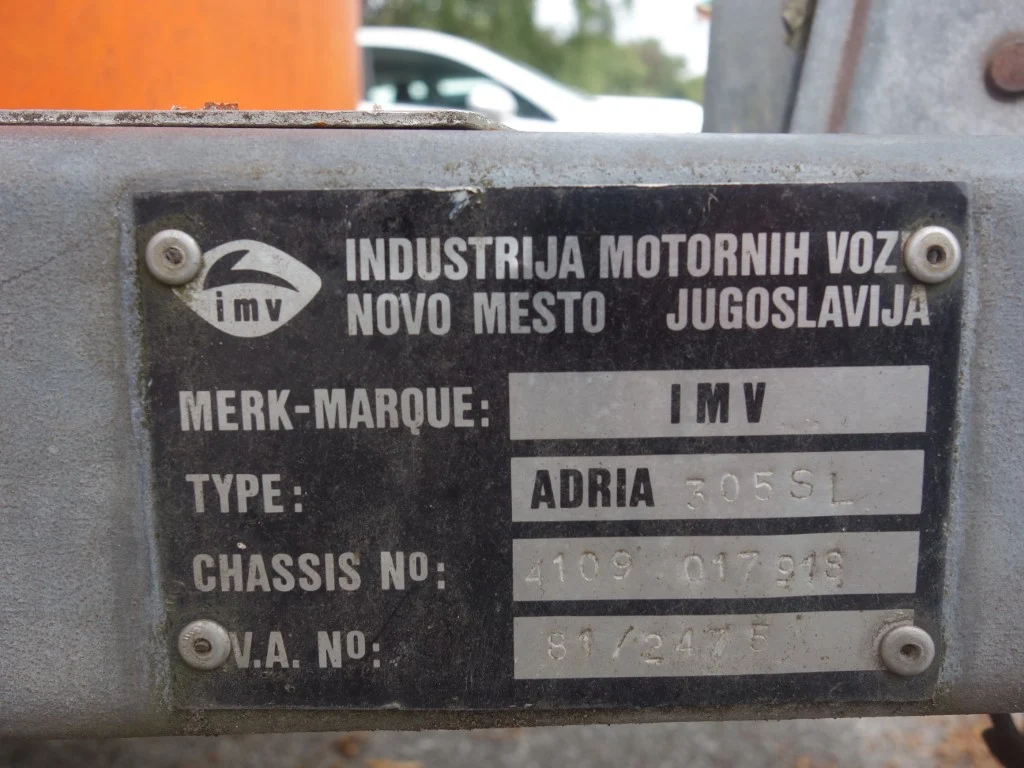 imv
INDUSTRIJA MOTORNIH VOZ
NOVO MESTO JUGOSLAVIJA
MERK-MARQUE: IMV
TYPE: ADRIA 305SL
CHASSIS Nº: 4109 017918
V.A. Nº: 81/2475